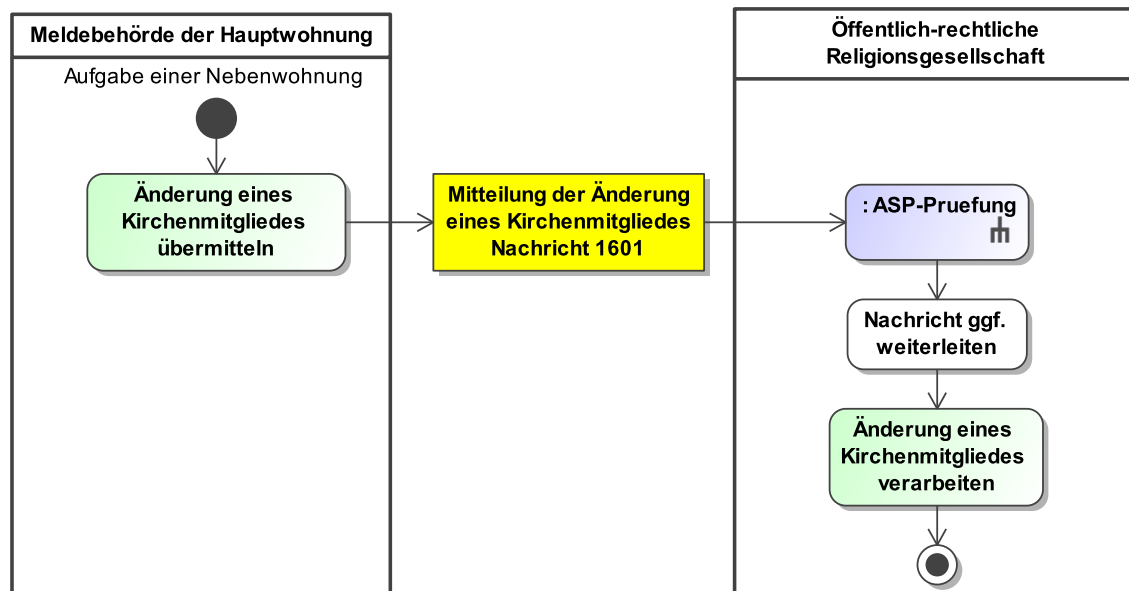 Meldebehörde der Hauptwohnung
Aufgabe einer Nebenwohnung
Änderung eines
Kirchenmitgliedes
übermitteln
Mitteilung der Änderung
eines Kirchenmitgliedes
Nachricht 1601
Öffentlich-rechtliche
Religionsgesellschaft
: ASP-Pruefung
Nachricht ggf.
weiterleiten
Änderung eines
Kirchenmitgliedes
verarbeiten